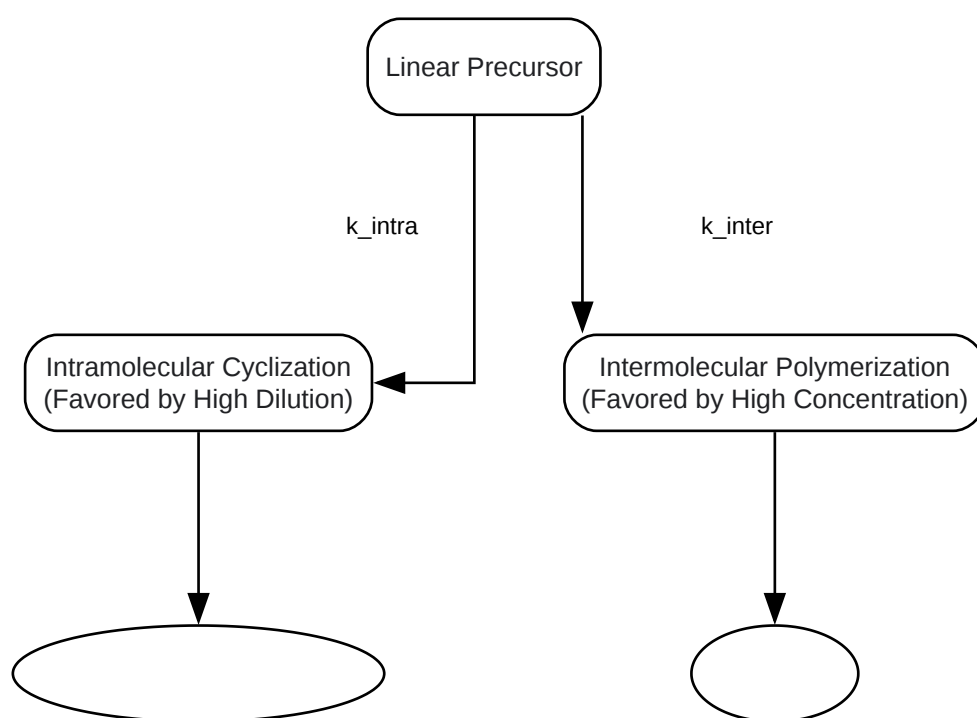 Linear Precursor
k_intra
k_inter
Intramolecular Cyclization
(Favored by High Dilution)
Intermolecular Polymerization
(Favored by High Concentration)